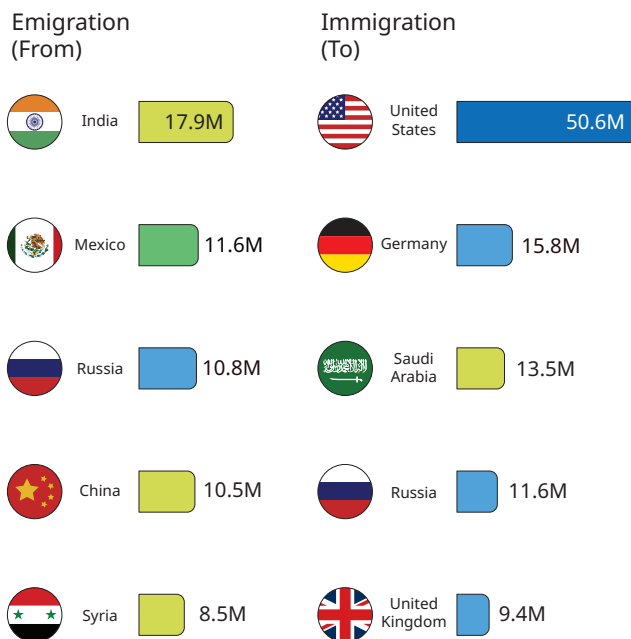 Emigration
(From)
India
17.9M
Mexico
11.6M
Russia
10.8M
China
10.5M
Syria
8.5M
Immigration
(To)
United
States
50.6M
Germany
15.8M
Saudi
Arabia
13.5M
Russia
11.6M
United
Kingdom
9.4M